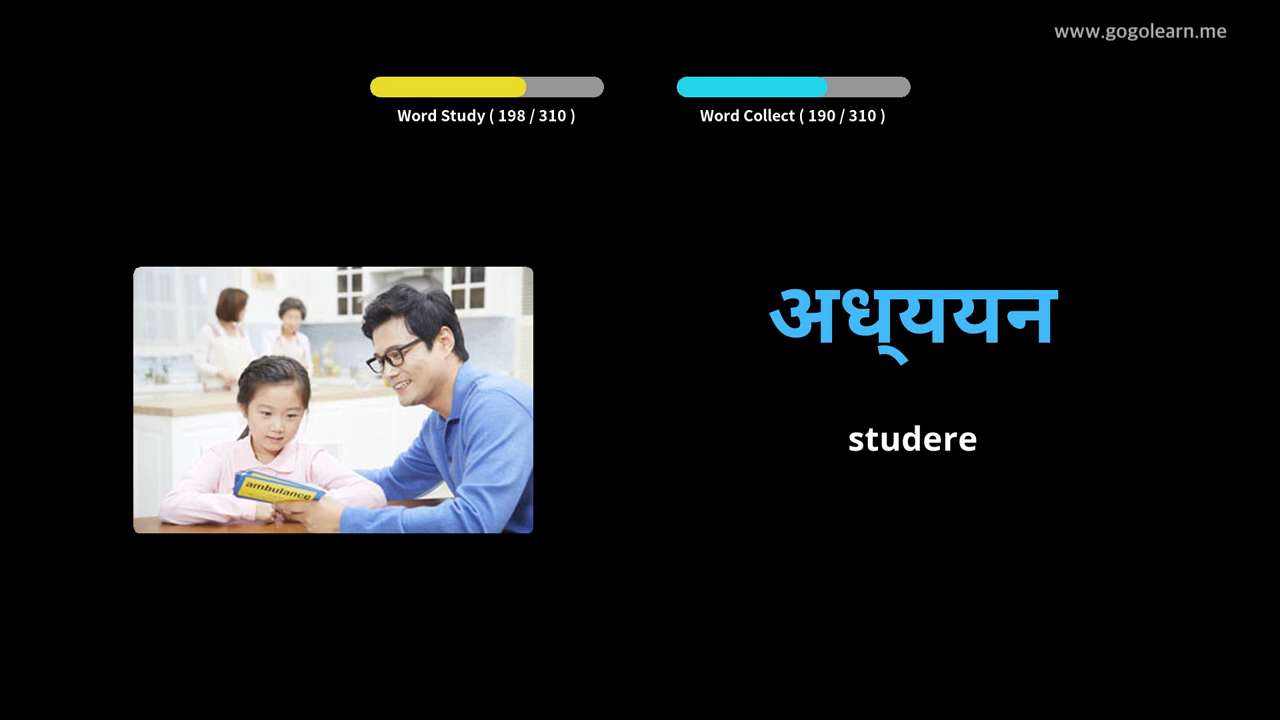 www.gogolearn.me
Word Study ( 198 / 310 )
Word Collect ( 190 / 310 )
अध्ययन
studere
ambulance